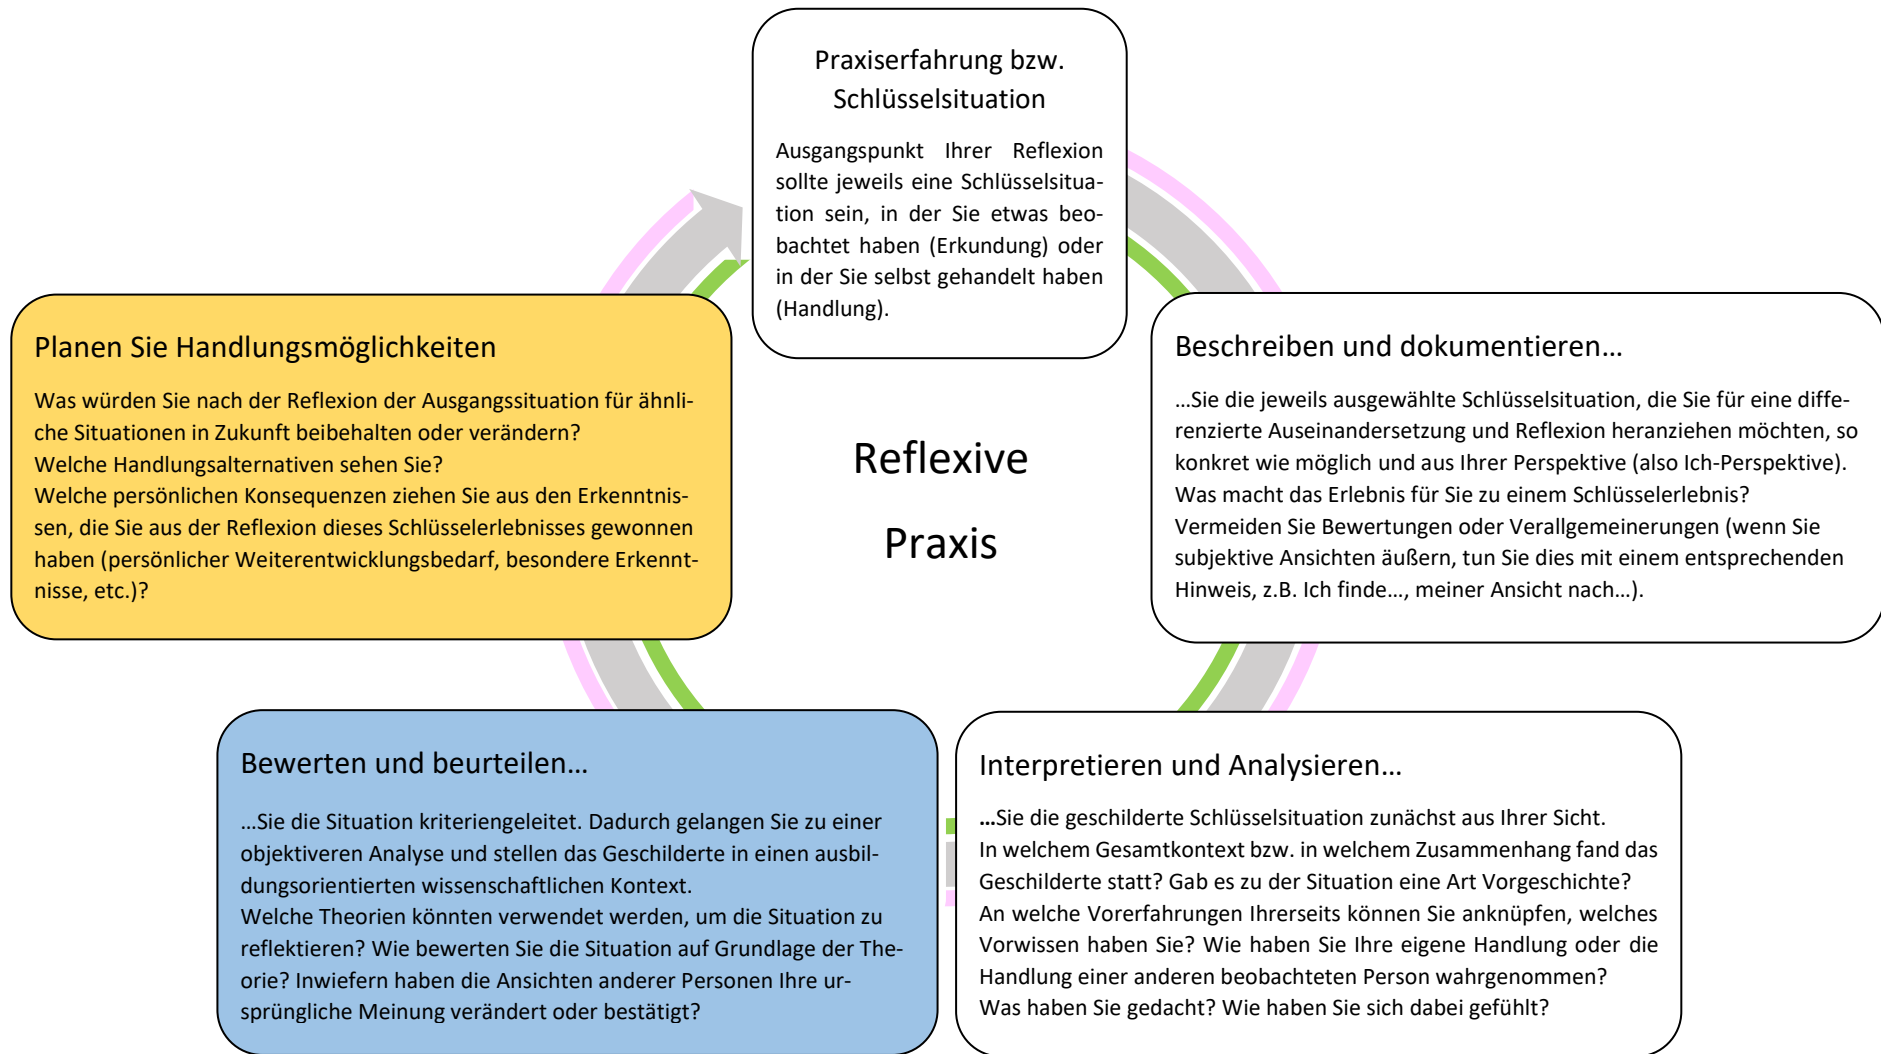 Praxiserfahrung bzw.
Schlüsselsituation
Ausgangspunkt Ihrer Reflexion
sollte jeweils eine Schlüsselsitua-
tion sein, in der Sie etwas beo-
bachtet haben (Erkundung) oder
in der Sie selbst gehandelt haben
(Handlung).
Beschreiben und dokumentieren…
…Sie die jeweils ausgewählte Schlüsselsituation, die Sie für eine diffe-
renzierte Auseinandersetzung und Reflexion heranziehen möchten, so
konkret wie möglich und aus Ihrer Perspektive (also Ich-Perspektive).
Was macht das Erlebnis für Sie zu einem Schlüsselerlebnis?
Vermeiden Sie Bewertungen oder Verallgemeinerungen (wenn Sie
subjektive Ansichten äußern, tun Sie dies mit einem entsprechenden
Hinweis, z.B. Ich finde…, meiner Ansicht nach…).
Interpretieren und Analysieren…
…Sie die geschilderte Schlüsselsituation zunächst aus Ihrer Sicht.
In welchem Gesamtkontext bzw. in welchem Zusammenhang fand das
Geschilderte statt? Gab es zu der Situation eine Art Vorgeschichte?
An welche Vorerfahrungen Ihrerseits können Sie anknüpfen, welches
Vorwissen haben Sie? Wie haben Sie Ihre eigene Handlung oder die
Handlung einer anderen beobachteten Person wahrgenommen?
Was haben Sie gedacht? Wie haben Sie sich dabei gefühlt?
Bewerten und beurteilen…
…Sie die Situation kriteriengeleitet. Dadurch gelangen Sie zu einer
objektiveren Analyse und stellen das Geschilderte in einen ausbil-
dungsorientierten wissenschaftlichen Kontext.
Welche Theorien könnten verwendet werden, um die Situation zu
reflektieren? Wie bewerten Sie die Situation auf Grundlage der The-
orie? Inwiefern haben die Ansichten anderer Personen Ihre ur-
sprüngliche Meinung verändert oder bestätigt?
Planen Sie Handlungsmöglichkeiten
Was würden Sie nach der Reflexion der Ausgangssituation für ähnli-
che Situationen in Zukunft beibehalten oder verändern?
Welche Handlungsalternativen sehen Sie?
Welche persönlichen Konsequenzen ziehen Sie aus den Erkenntnis-
sen, die Sie aus der Reflexion dieses Schlüsselerlebnisses gewonnen
haben (persönlicher Weiterentwicklungsbedarf, besondere Erkennt-
nisse, etc.)?
Reflexive
Praxis